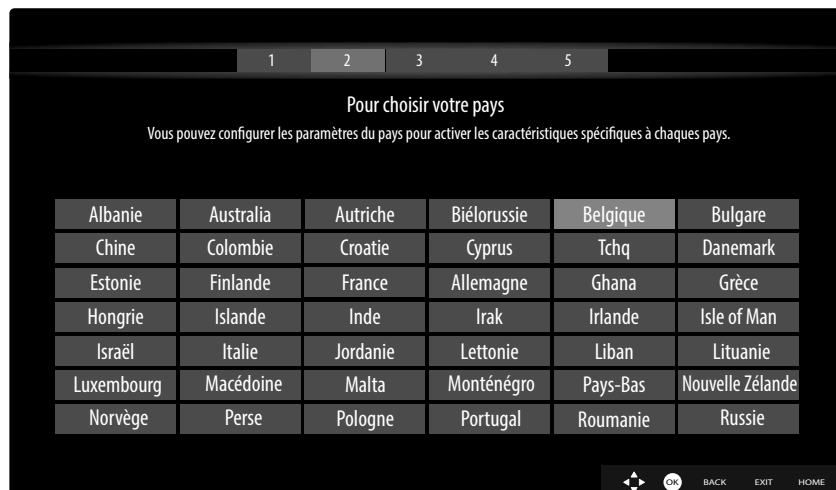 1 2 3 4 5
Pour choisir votre pays
Vous pouvez configurer les paramètres du pays pour activer les caractéristiques spécifiques à chaques pays.
Albanie Australia Autriche Biélorussie Belgique Bulgare
Chine Colombie Croatie Cyprus Tchq Danemark
Estonie Finlande France Allemagne Ghana Grèce
Hongrie Islande Inde Irak Irlande Isle of Man
Israël Italie Jordanie Lettonie Liban Lituanie
Luxembourg Macédoine Malta Monténégro Pays-Bas Nouvelle Zélande
Norvège Perse Pologne Portugal Roumanie Russie
OK BACK EXIT HOME